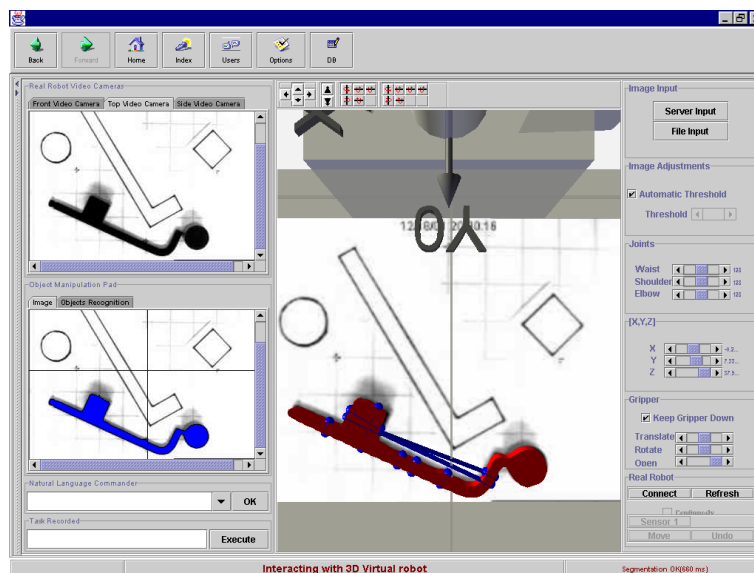 Back Forward Home Index Users Options DB
Real Robot Video Cameras
Front Video Camera Top Video Camera Side Video Camera
Object Manipulation Pad
Image Objects Recognition
Natural Language Commander
OK
Task Recorded
Execute
Image Input
Server Input
File Input
Image Adjustments
Automatic Threshold
Threshold
Joints
Waist 123
Shoulder 123
Elbow 123
[X,Y,Z]
X
Y
Z
Gripper
Keep Gripper Down
Translate
Rotate
Open
Real Robot
Connect Refresh
Sensor 1
Move Undo
Interacting with 3D Virtual robot
Segmentation OK(660 ms)